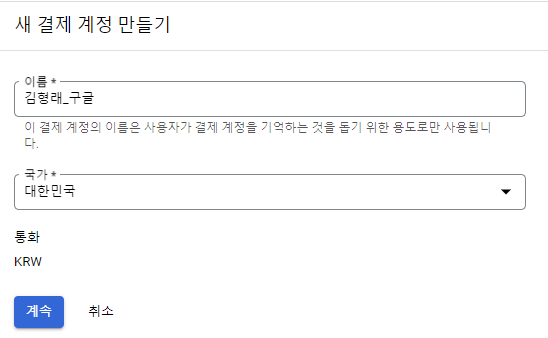 새 결제 계정 만들기
이름 *
김형래_구글
이 결제 계정의 이름은 사용자가 결제 계정을 기억하는 것을 돕기 위한 용도로만 사용됩니
다.
국가 *
대한민국
통화
KRW
계속 취소